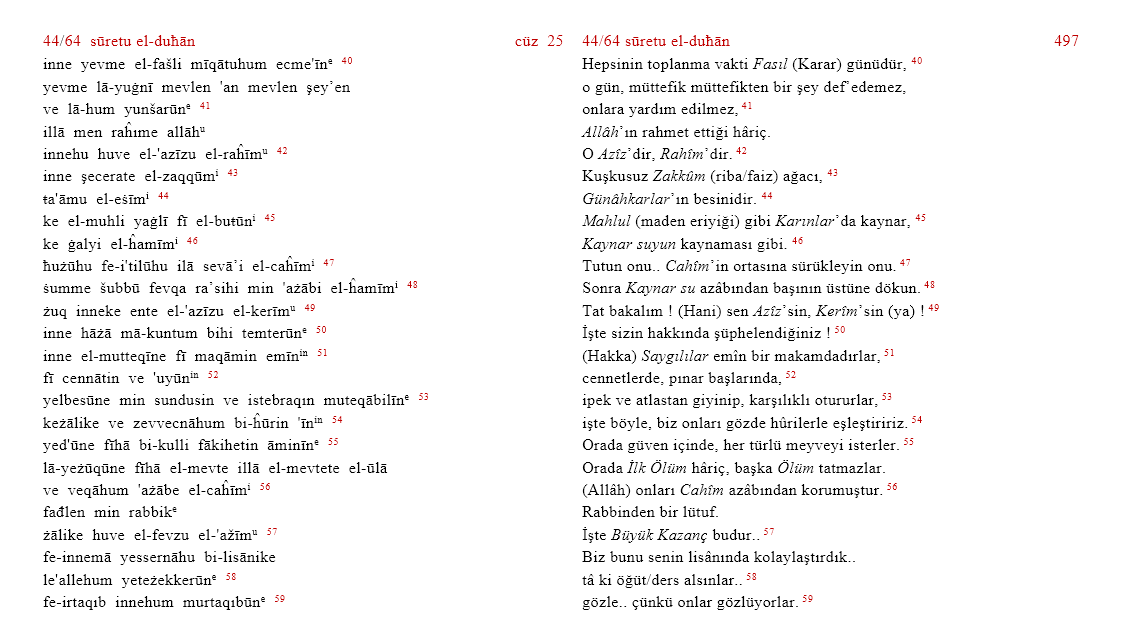 44/64 sūretu el-duħān cüz 25
inne yevme el-fašli mīqātuhum ecme'īnᵉ 40
yevme lā-yuġnī mevlen 'an mevlen şey’en
ve lā-hum yunšarūnᵉ 41
illā men raĥıme allāhᵘ
innehu huve el-'azīzu el-raĥīmᵘ 42
inne şecerate el-zaqqūmⁱ 43
ŧa'āmu el-eŝīmⁱ 44
ke el-muhli yaġlī fī el-buŧūnⁱ 45
ke ġalyi el-ĥamīmⁱ 46
ħużūhu fe-i'tilūhu ilā sevā’i el-caĥīmⁱ 47
ŝumme šubbū fevqa ra’sihi min 'ażābi el-ĥamīmⁱ 48
żuq inneke ente el-'azīzu el-kerīmᵘ 49
inne hāżā mā-kuntum bihi temterūnᵉ 50
inne el-mutteqīne fī maqāmin emīnⁱⁿ 51
fī cennātin ve 'uyūnⁱⁿ 52
yelbesūne min sundusin ve istebraqın muteqābilīnᵉ 53
keżālike ve zevvecnāhum bi-ĥūrin 'īnⁱⁿ 54
yed'ūne fīhā bi-kulli fākihetin āminīnᵉ 55
lā-yeżūqūne fīhā el-mevte illā el-mevtete el-ūlā
ve veqāhum 'ażābe el-caĥīmⁱ 56
fađlen min rabbikᵉ
żālike huve el-fevzu el-'ažīmᵘ 57
fe-innemā yessernāhu bi-lisānike
le'allehum yeteżekkerūnᵉ 58
fe-irtaqıb innehum murtaqıbūnᵉ 59
44/64 sūretu el-duħān 497
Hepsinin toplanma vakti Fasıl (Karar) günüdür, 40
o gün, müttefik müttefikten bir şey def’edemez,
onlara yardım edilmez, 41
Allâh’ın rahmet ettiği hâriç.
O Azîz’dir, Rahîm’dir. 42
Kuşkusuz Zakkûm (riba/faiz) ağacı, 43
Günâhkarlar’ın besinidir. 44
Mahlul (maden eriyiği) gibi Karınlar’da kaynar, 45
Kaynar suyun kaynaması gibi. 46
Tutun onu.. Cahîm’in ortasına sürükleyin onu. 47
Sonra Kaynar su azâbından başının üstüne dökun. 48
Tat bakalım ! (Hani) sen Azîz’sin, Kerîm’sin (ya) ! 49
İşte sizin hakkında şüphelendiğiniz ! 50
(Hakka) Saygılılar emîn bir makamdadırlar, 51
cennetlerde, pınar başlarında, 52
ipek ve atlastan giyinip, karşılıklı otururlar, 53
işte böyle, biz onları gözde hûrilerle eşleştiririz. 54
Orada güven içinde, her türlü meyveyi isterler. 55
Orada İlk Ölüm hâriç, başka Ölüm tatmazlar.
(Allâh) onları Cahîm azâbından korumuştur. 56
Rabbinden bir lütuf.
İşte Büyük Kazanç budur.. 57
Biz bunu senin lisânında kolaylaştırdık..
tâ ki öğüt/ders alsınlar.. 58
gözle.. çünkü onlar gözlüyorlar. 59